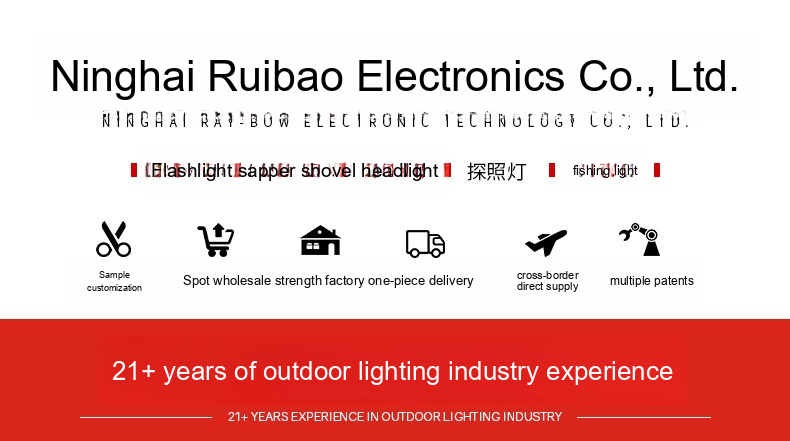 Ninghai Ruibao Electronics Co., Ltd.
NINGHAI RAY-BOW ELECTRONIC TECHNOLOGY CO., LTD.
Flashlight sapper shovel headlight 探照灯 fishing light
Sample customization
Spot wholesale strength factory one-piece delivery
cross-border direct supply
multiple patents
21+ years of outdoor lighting industry experience
21+ YEARS EXPERIENCE IN OUTDOOR LIGHTING INDUSTRY